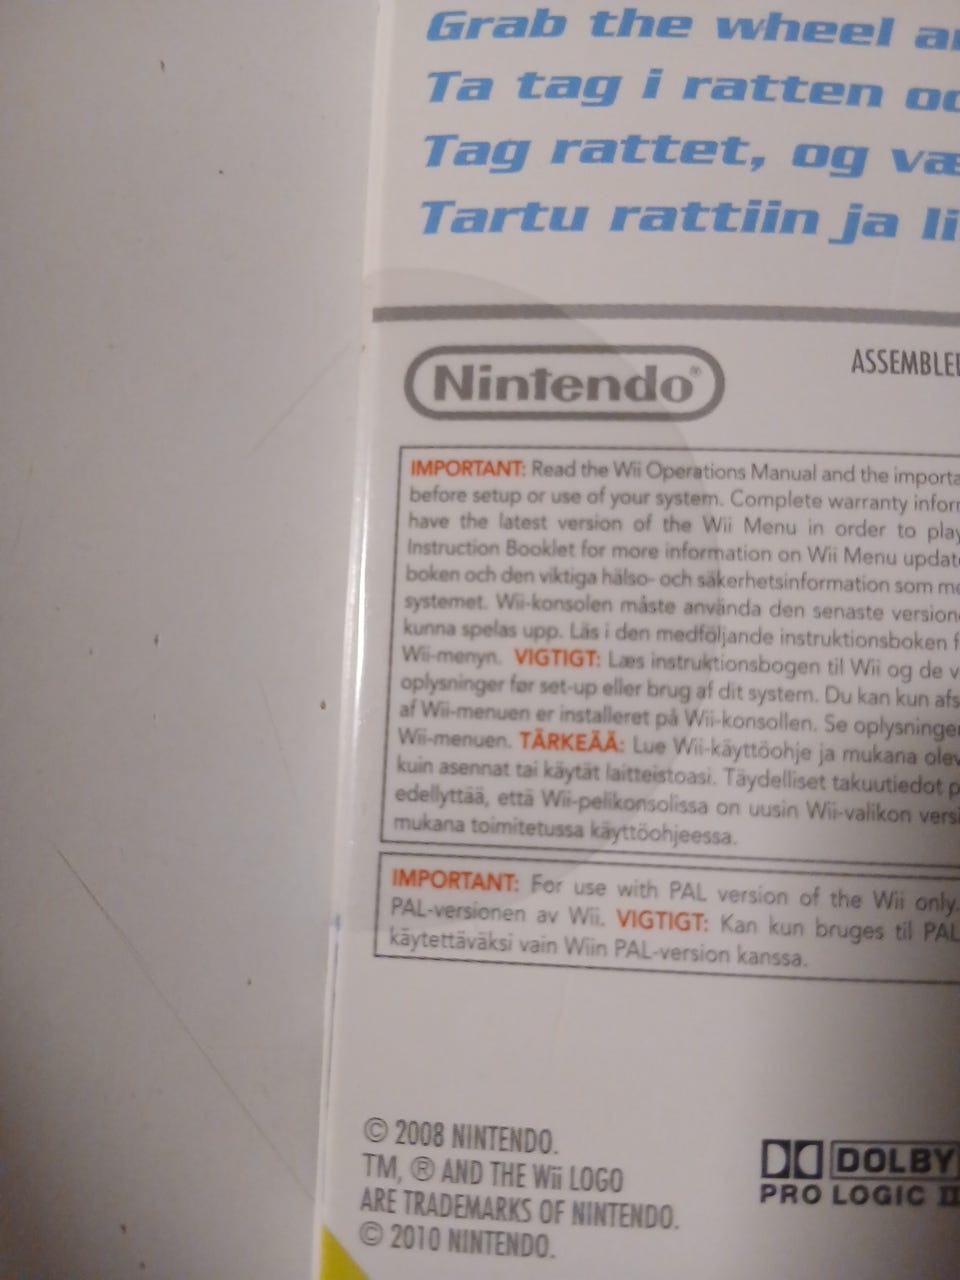 Grab the wheel
Ta tag i ratten
Tag rattet, og
Tartu rattiin ja
Nintendo®
ASSEMBLED
IMPORTANT: Read the Wii Operations Manual and the
before setup or use of your system. Complete warranty
have the latest version of the Wii Menu in order to play
Instruction Booklet for more information on Wii Menu
boken och den viktiga hälso- och säkerhetsinformation som
systemet. Wii-konsolen måste använda den senaste
kunna spelas upp. Läs i den medföljande instruktionsboken
Wii-menyn. VIGTIGT: Læs instruktionsbogen til Wii og de
oplysninger før set-up eller brug af dit system. Du kan kun
af Wii-menuen er installeret på Wii-konsollen. Se
Wii-menuen. TÄRKEÄÄ: Lue Wii-käyttöohje ja mukana
kuin asennat tai käytät laitteistoasi. Täydelliset takuutiedot
edellyttää, että Wii-pelikonsolissa on uusin Wii-valikon
mukana toimitetussa käyttöohjeessa.
IMPORTANT: For use with PAL version of the Wii only.
PAL-versionen av Wii. VIGTIGT: Kan kun bruges til PAL
käytettäväksi vain Wiin PAL-version kanssa.
© 2008 NINTENDO.
TM, ® AND THE Wii LOGO
ARE TRADEMARKS OF NINTENDO.
© 2010 NINTENDO.
DOLBY
PRO LOGIC II